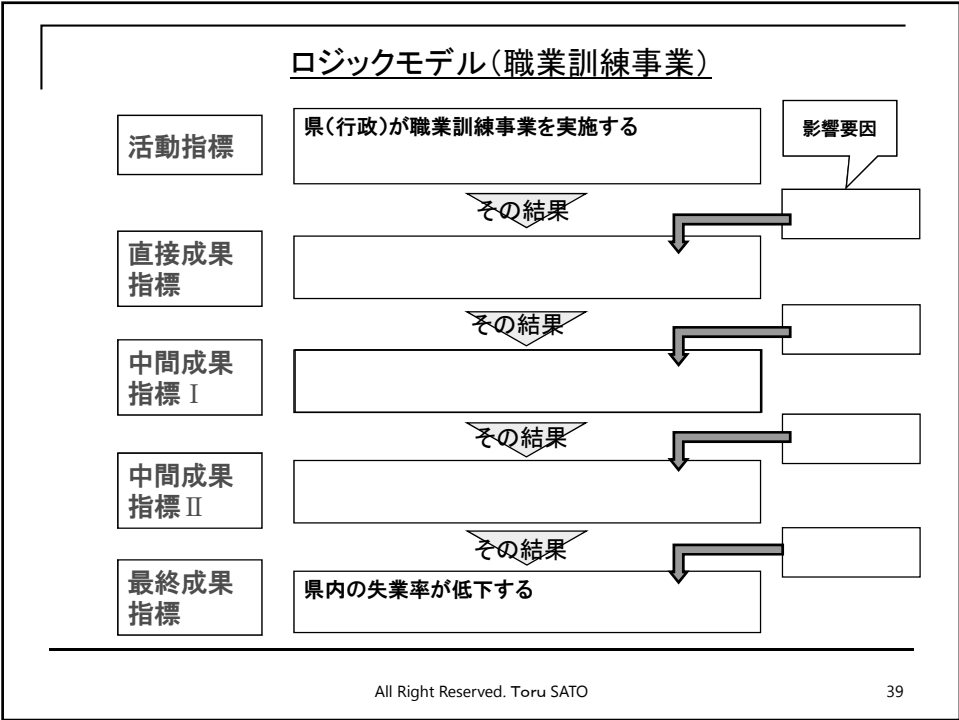 ロジックモデル（職業訓練事業）
活動指標
県（行政）が職業訓練事業を実施する
影響要因
その結果
直接成果
指標
その結果
中間成果
指標Ⅰ
その結果
中間成果
指標Ⅱ
その結果
最終成果
指標
県内の失業率が低下する
All Right Reserved. Toru SATO
39